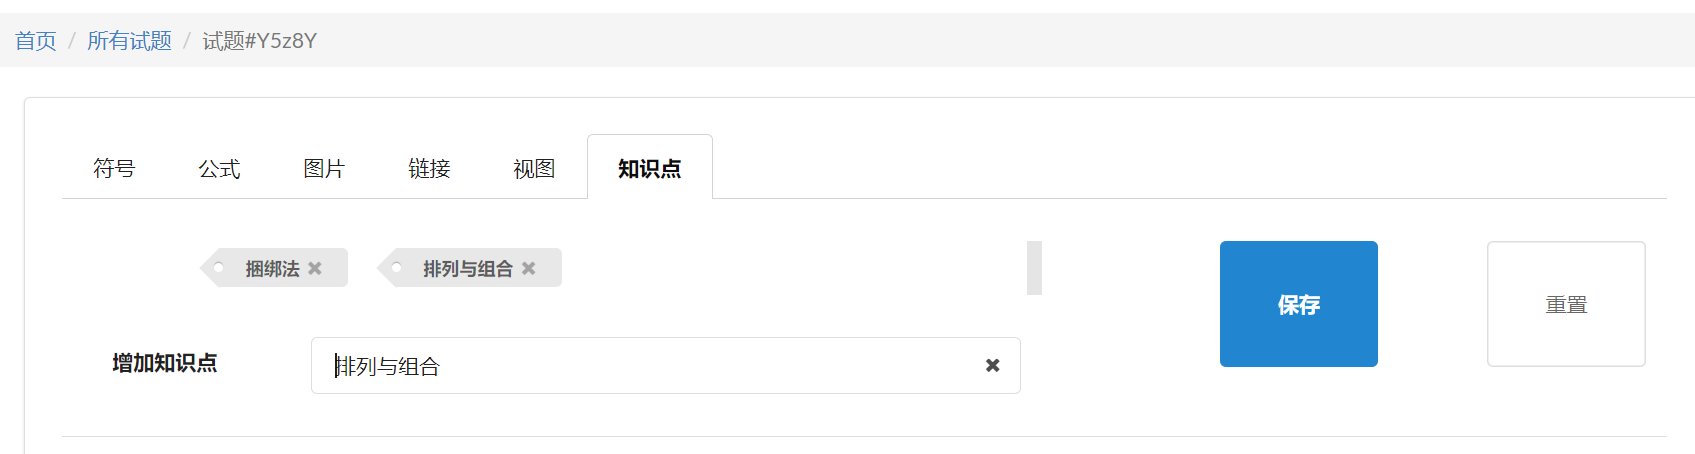 首页 / 所有试题 / 试题#Y5z8Y
符号 公式 图片 链接 视图 知识点
捆绑法 排列与组合
保存 重置
增加知识点 排列与组合